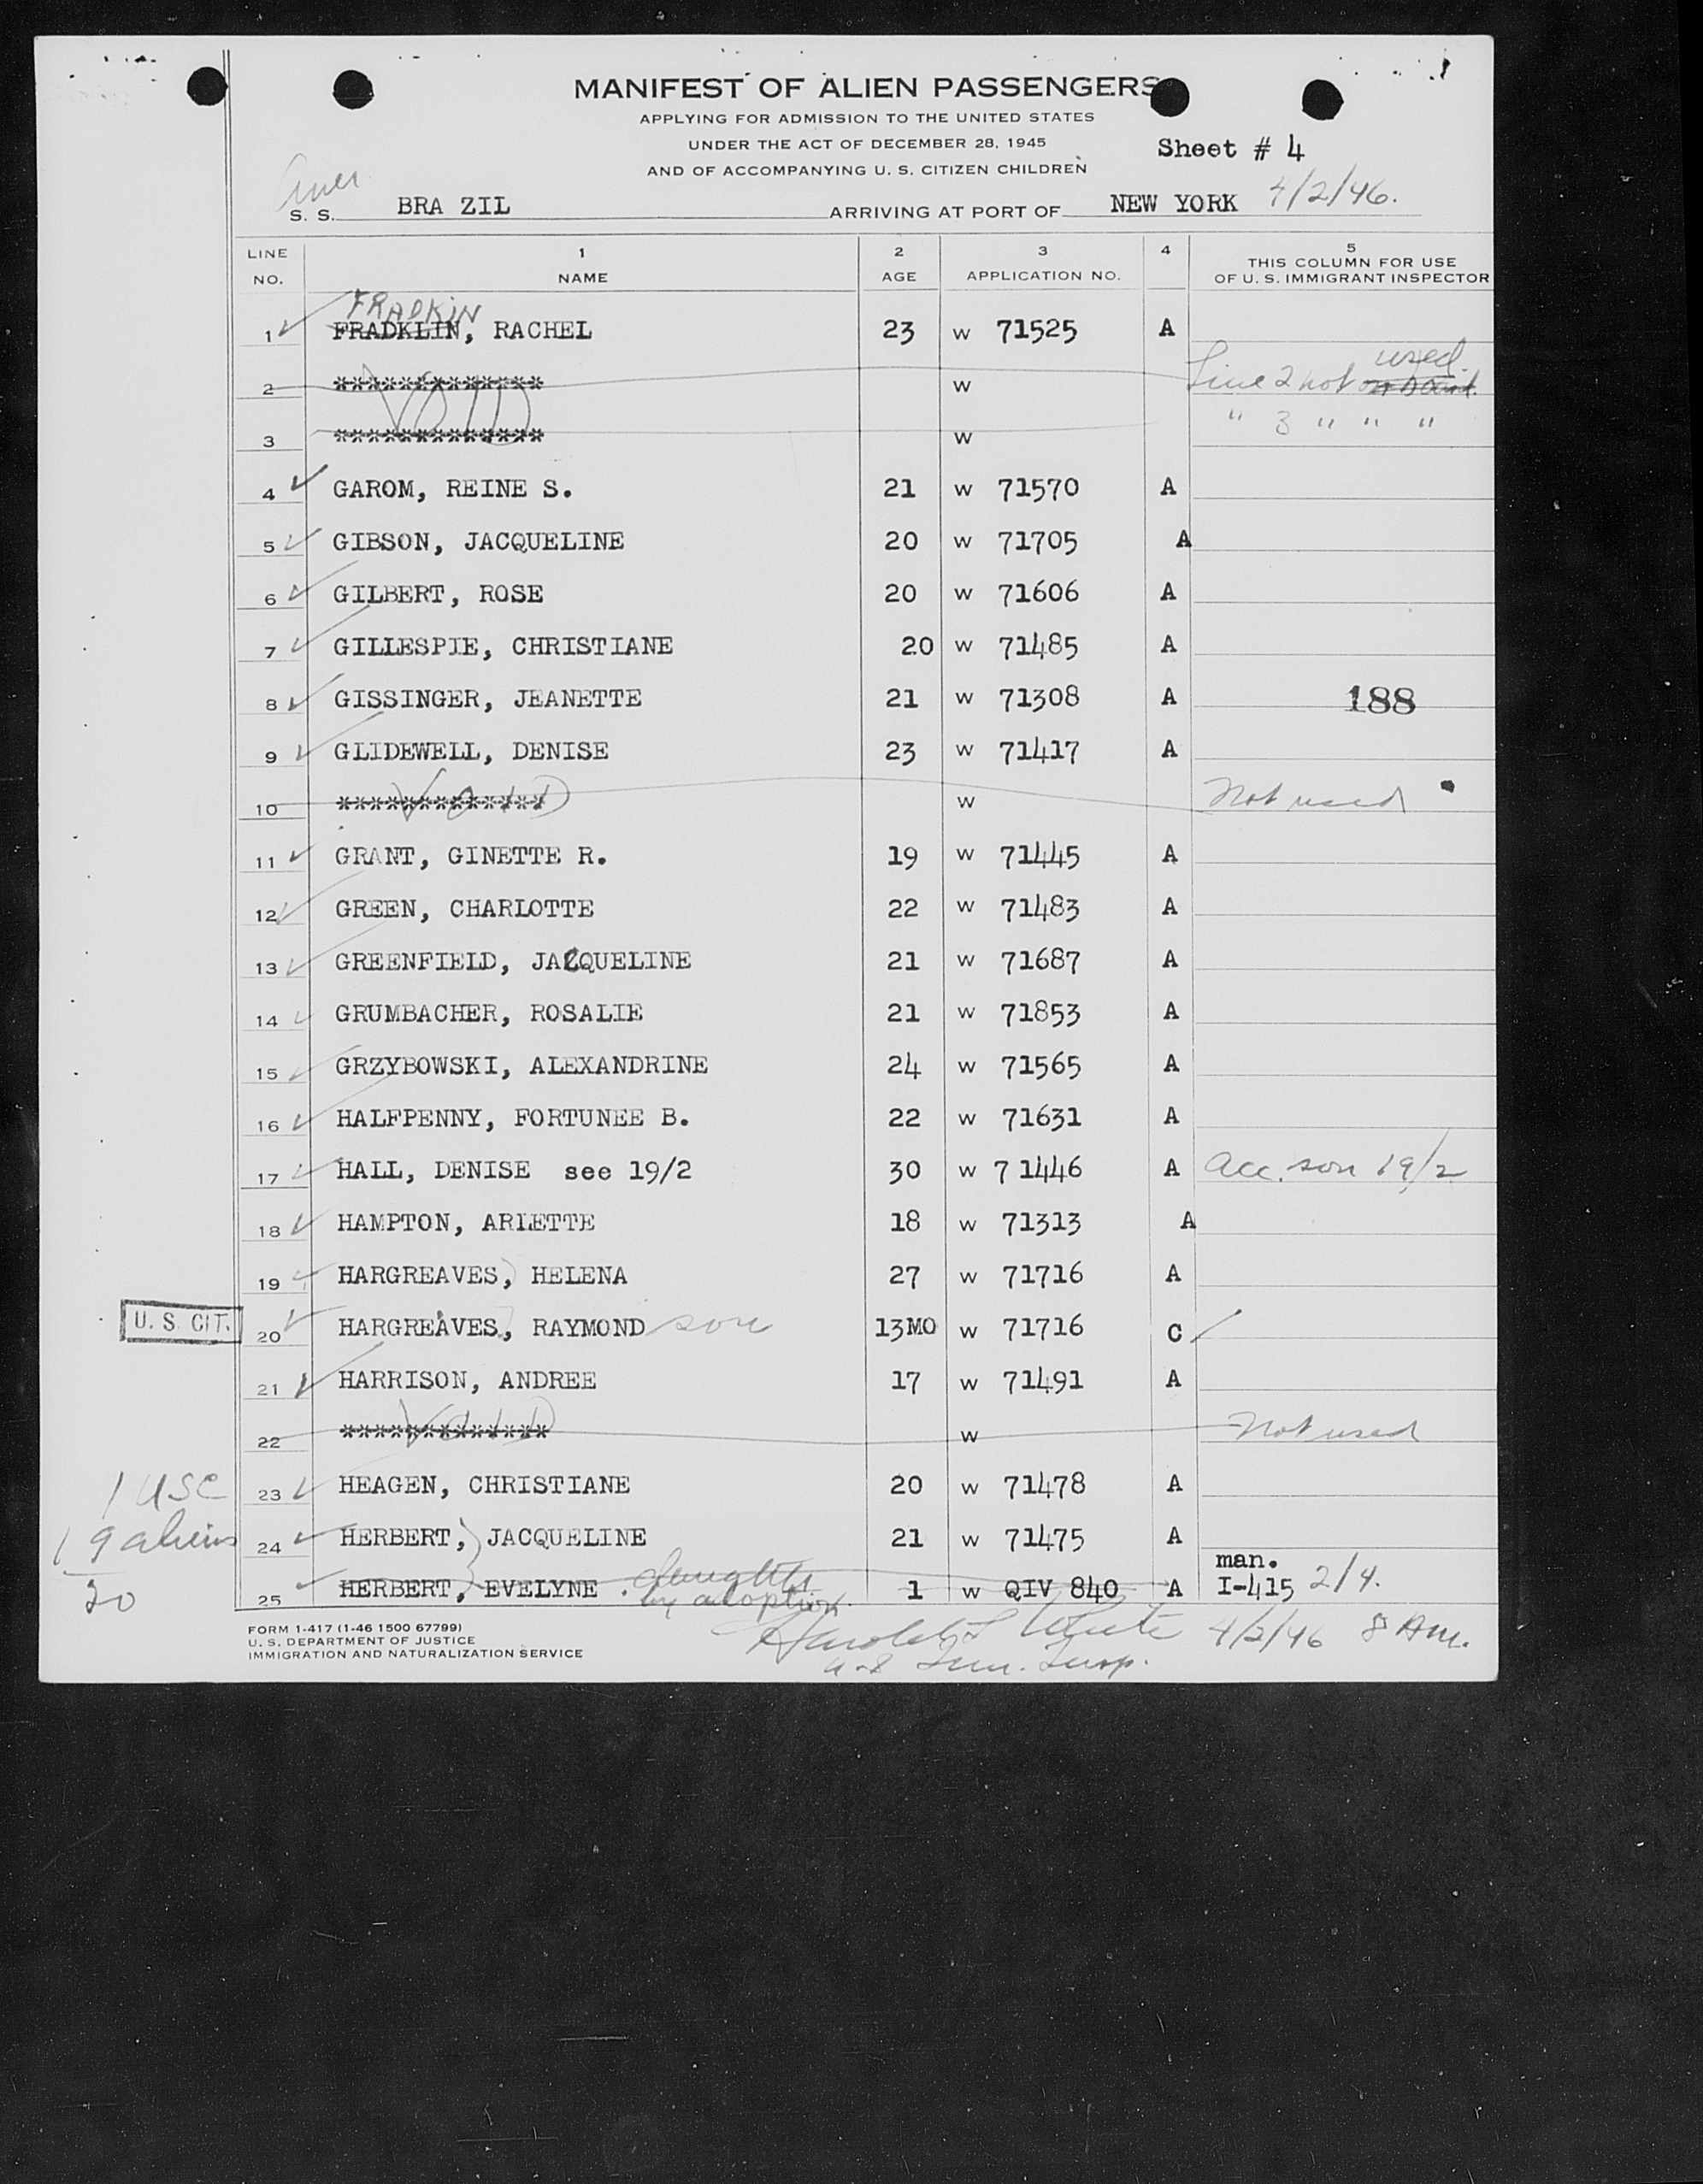 MANIFEST OF ALIEN PASSENGERS
APPLYING FOR ADMISSION TO THE UNITED STATES
UNDER THE ACT OF DECEMBER 28, 1945
AND OF ACCOMPANYING U. S. CITIZEN CHILDREN
Sheet # 4
Amer
S. S. BRA ZIL ARRIVING AT PORT OF NEW YORK 4/2/46.
LINE NO. 1 NAME 2 AGE 3 APPLICATION NO. 4 5 THIS COLUMN FOR USE OF U. S. IMMIGRANT INSPECTOR
FRADKIN
1 FRADKLIN, RACHEL 23 W 71525 A
used.
2 ************* VOID W Line 2 not on board.
3 ************* W " 3 " " "
4 GAROM, REINE S. 21 W 71570 A
5 GIBSON, JACQUELINE 20 W 71705 A
6 GILBERT, ROSE 20 W 71606 A
7 GILLESPIE, CHRISTIANE 20 W 71485 A
8 GISSINGER, JEANETTE 21 W 71308 A 188
9 GLIDEWELL, DENISE 23 W 71417 A
10 ************* VOID W Not used
11 GRANT, GINETTE R. 19 W 71445 A
12 GREEN, CHARLOTTE 22 W 71483 A
13 GREENFIELD, JACQUELINE 21 W 71687 A
14 GRUMBACHER, ROSALIE 21 W 71853 A
15 GRZYBOWSKI, ALEXANDRINE 24 W 71565 A
16 HALFPENNY, FORTUNEE B. 22 W 71631 A
17 HALL, DENISE see 19/2 30 W 7 1446 A acc. son 19/2
18 HAMPTON, ARLETTE 18 W 71313 A
19 HARGREAVES, HELENA 27 W 71716 A
U. S. CIT. 20 HARGREAVES, RAYMOND son 13MO W 71716 C
21 HARRISON, ANDREE 17 W 71491 A
22 ************* VOID W Not used
1 USC 23 HEAGEN, CHRISTIANE 20 W 71478 A
19 aliens 24 HERBERT, JACQUELINE 21 W 71475 A
20 25 HERBERT, EVELYNE . daughter by adoption. 1 W QIV 840 A man. I-415 2/4.
Harold L White 4/2/46 8 Am.
U.S. Imm. Insp.
FORM 1-417 (1-46 1500 67799)
U. S. DEPARTMENT OF JUSTICE
IMMIGRATION AND NATURALIZATION SERVICE